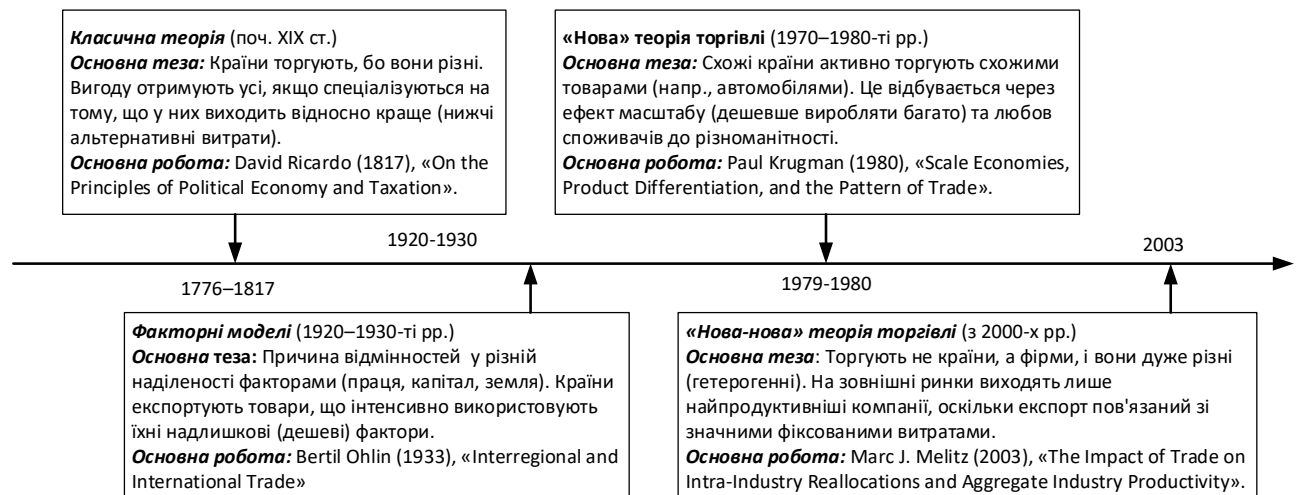 Класична теорія (поч. XIX ст.)
Основна теза: Країни торгують, бо вони різні.
Вигоду отримують усі, якщо спеціалізуються на
тому, що у них виходить відносно краще (нижчі
альтернативні витрати).
Основна робота: David Ricardo (1817), «On the
Principles of Political Economy and Taxation».
«Нова» теорія торгівлі (1970–1980-ті рр.)
Основна теза: Схожі країни активно торгують схожими
товарами (напр., автомобілями). Це відбувається через
ефект масштабу (дешевше виробляти багато) та любов
споживачів до різноманітності.
Основна робота: Paul Krugman (1980), «Scale Economies,
Product Differentiation, and the Pattern of Trade».
1920-1930
2003
1776–1817
1979-1980
Факторні моделі (1920–1930-ті рр.)
Основна теза: Причина відмінностей у різній
наділеності факторами (праця, капітал, земля). Країни
експортують товари, що інтенсивно використовують
їхні надлишкові (дешеві) фактори.
Основна робота: Bertil Ohlin (1933), «Interregional and
International Trade»
«Нова-нова» теорія торгівлі (з 2000-х рр.)
Основна теза: Торгують не країни, а фірми, і вони дуже різні
(гетерогенні). На зовнішні ринки виходять лише
найпродуктивніші компанії, оскільки експорт пов'язаний зі
значними фіксованими витратами.
Основна робота: Marc J. Melitz (2003), «The Impact of Trade on
Intra-Industry Reallocations and Aggregate Industry Productivity».